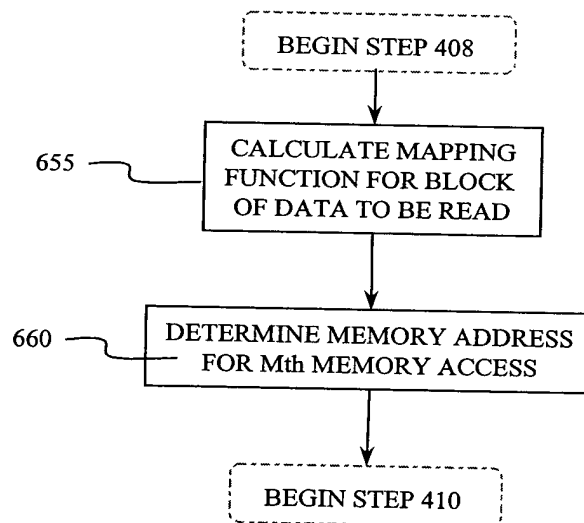 BEGIN STEP 408
655
CALCULATE MAPPING
FUNCTION FOR BLOCK
OF DATA TO BE READ
660
DETERMINE MEMORY ADDRESS
FOR Mth MEMORY ACCESS
BEGIN STEP 410